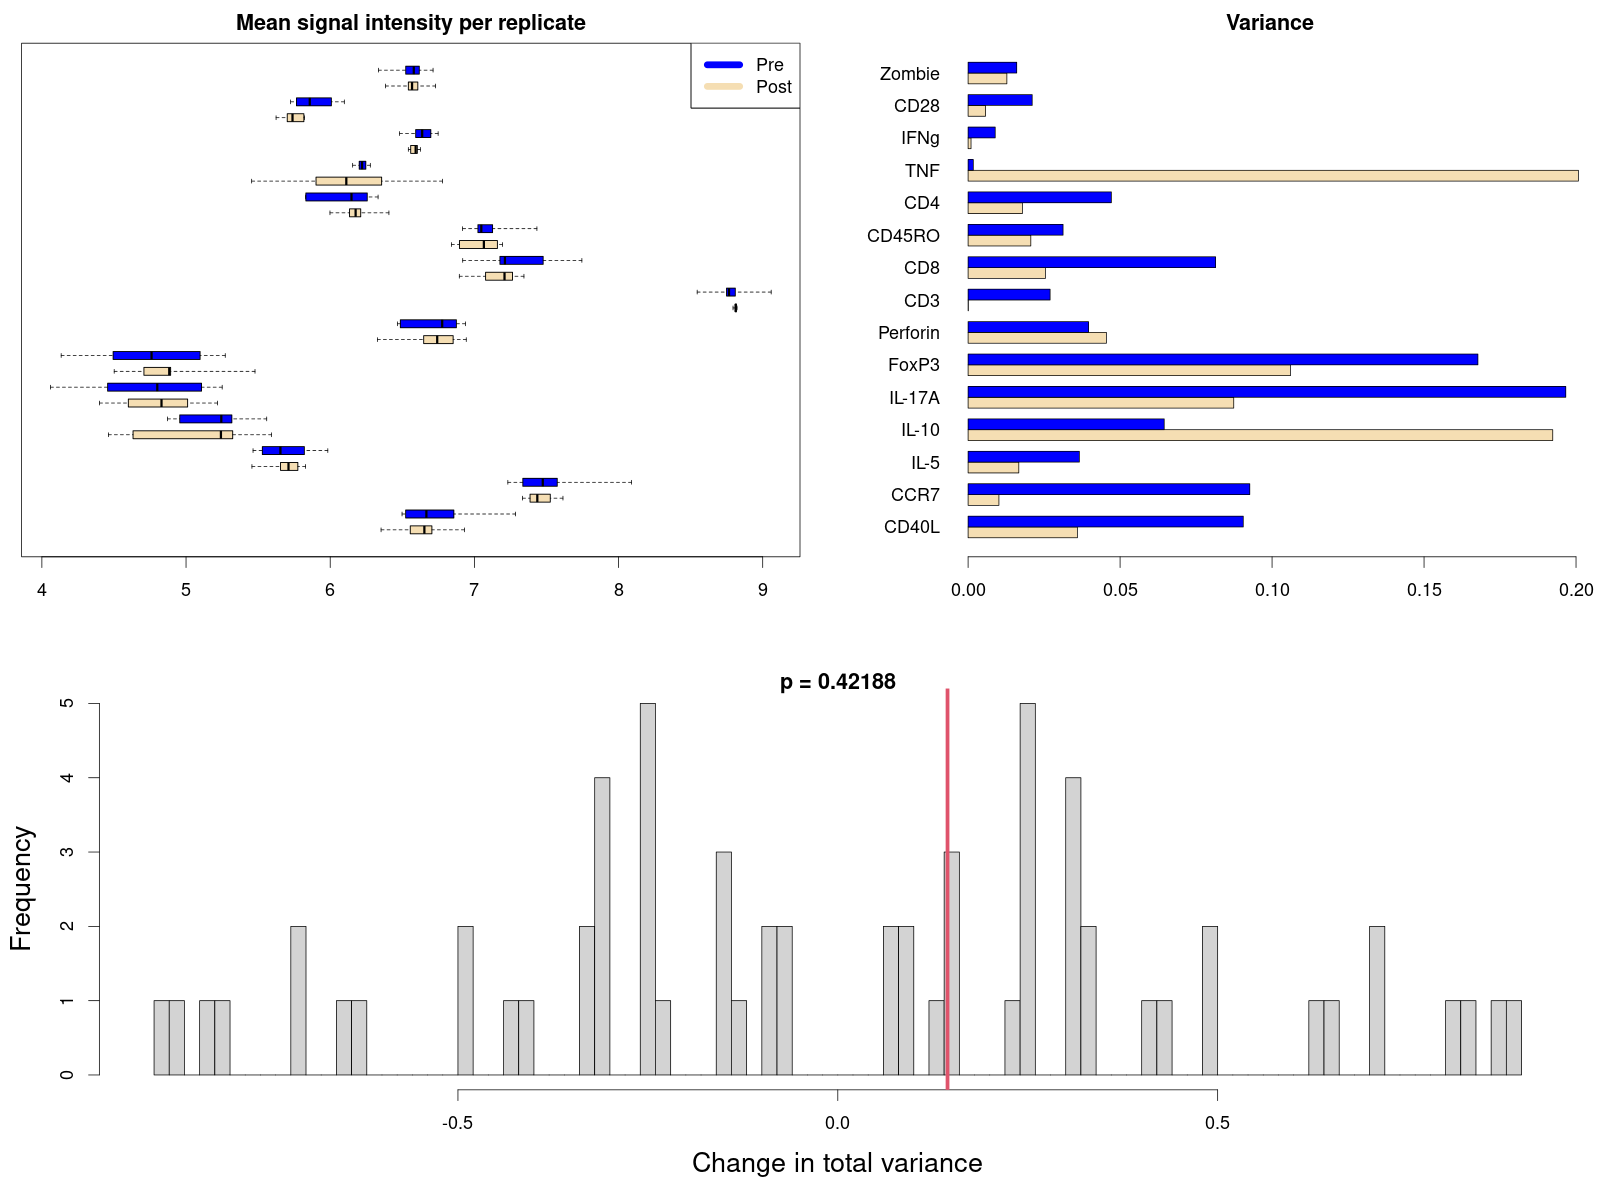 Mean signal intensity per replicate
Pre
Post
4 5 6 7 8 9
Variance
Zombie
CD28
IFNg
TNF
CD4
CD45RO
CD8
CD3
Perforin
FoxP3
IL-17A
IL-10
IL-5
CCR7
CD40L
0.00 0.05 0.10 0.15 0.20
p = 0.42188
Frequency
5
4
3
2
1
0
-0.5 0.0 0.5
Change in total variance